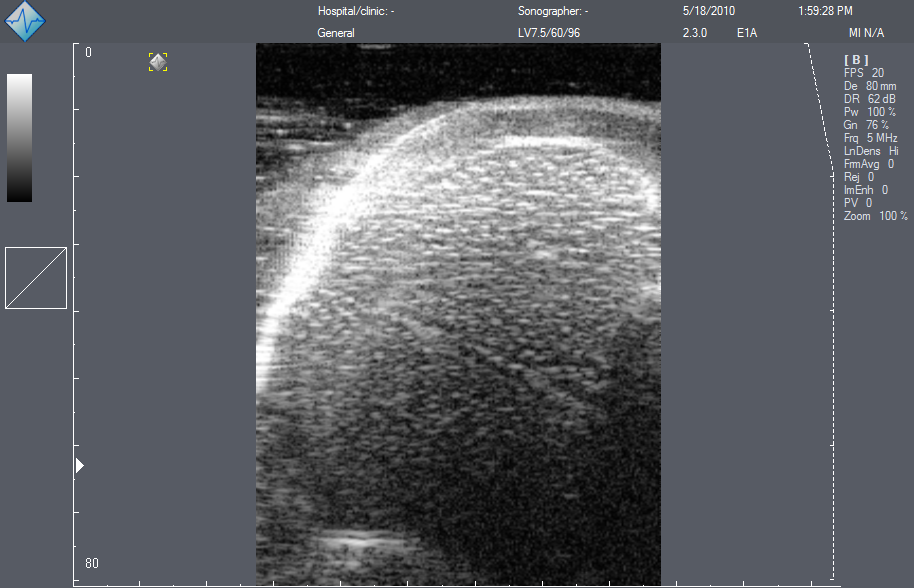 Hospital/clinic: - Sonographer: - 5/18/2010 1:59:28 PM
General LV7.5/60/96 2.3.0 E1A MI N/A
0
[ B ]
FPS 20
De 80 mm
DR 62 dB
Pw 100 %
Gn 76 %
Frq 5 MHz
LnDens Hi
FrmAvg 0
Rej 0
ImEnh 0
PV 0
Zoom 100 %
80